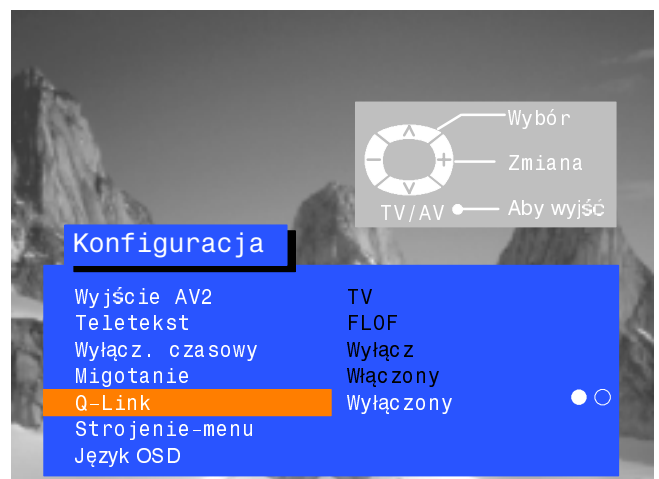 Wybór
Zmiana
TV/AV Aby wyjść
Konfiguracja
Wyjście AV2 TV
Teletekst FLOF
Wyłącz. czasowy Wyłącz
Migotanie Włączony
Q-Link Wyłączony
Strojenie-menu
Język OSD